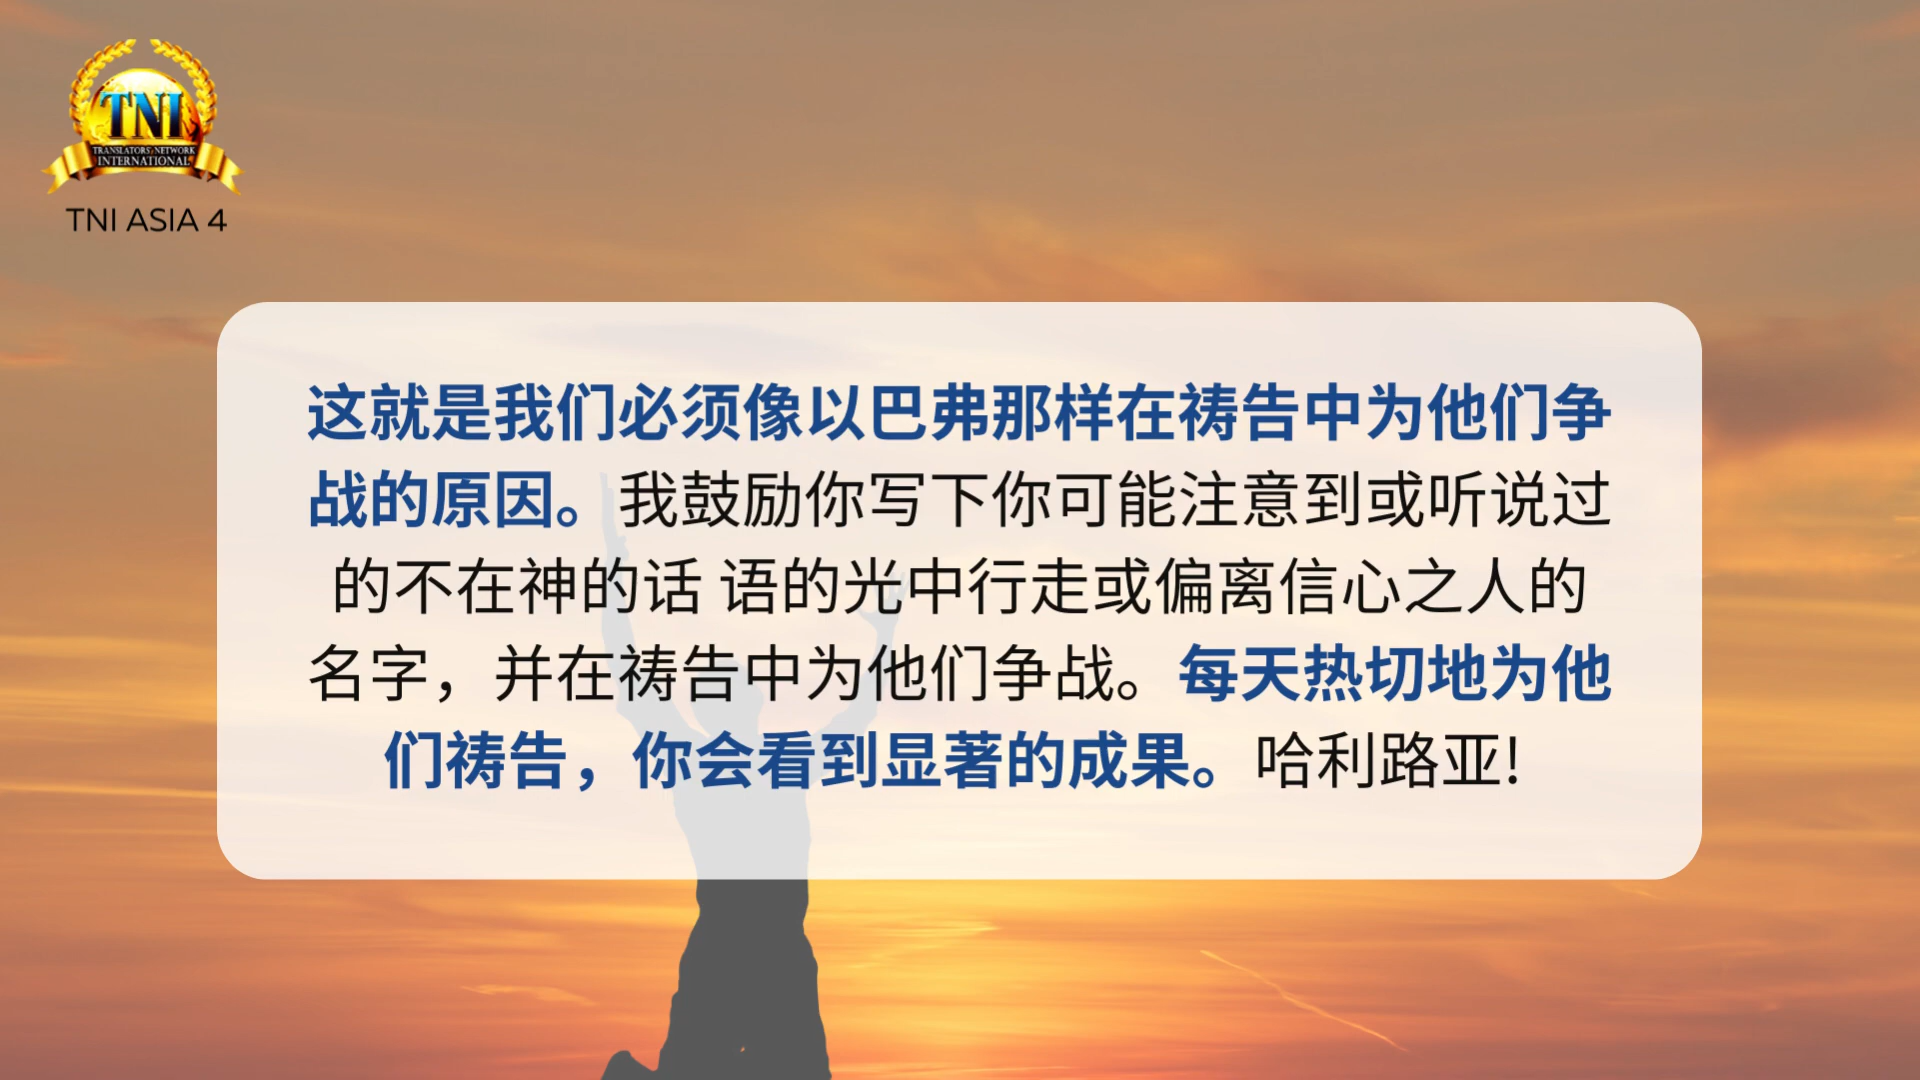 TNI
TRANSLATORS' NETWORK
INTERNATIONAL
TNI ASIA 4
这就是我们必须像以巴弗那样在祷告中为他们争
战的原因。我鼓励你写下你可能注意到或听说过
的不在神的话 语的光中行走或偏离信心之人的
名字，并在祷告中为他们争战。每天热切地为他
们祷告，你会看到显著的成果。哈利路亚!